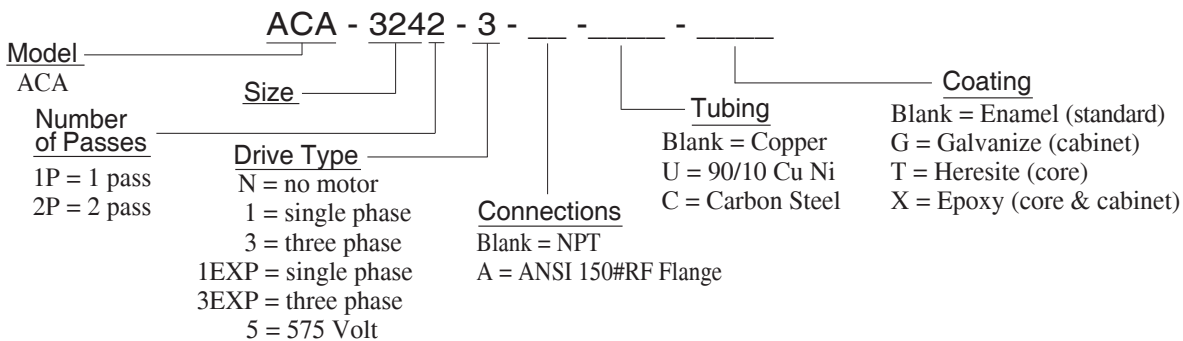 ACA - 3242 - 3 - __ -____ - ____
Model
ACA
Size
Number
of Passes
1P = 1 pass
2P = 2 pass
Drive Type
N = no motor
1 = single phase
3 = three phase
1EXP = single phase
3EXP = three phase
5 = 575 Volt
Connections
Blank = NPT
A = ANSI 150#RF Flange
Tubing
Blank = Copper
U = 90/10 Cu Ni
C = Carbon Steel
Coating
Blank = Enamel (standard)
G = Galvanize (cabinet)
T = Heresite (core)
X = Epoxy (core & cabinet)